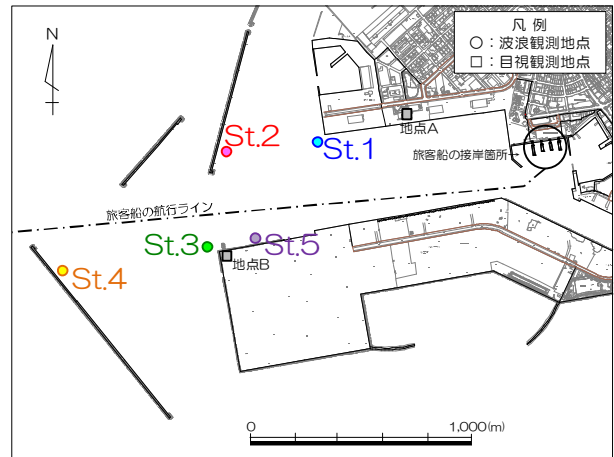 凡 例
○：波浪観測地点
□：目視観測地点
N
地点A
St.2
St.1
旅客船の接岸箇所
旅客船の航行ライン
St.3
St.5
地点B
St.4
0
1,000(m)